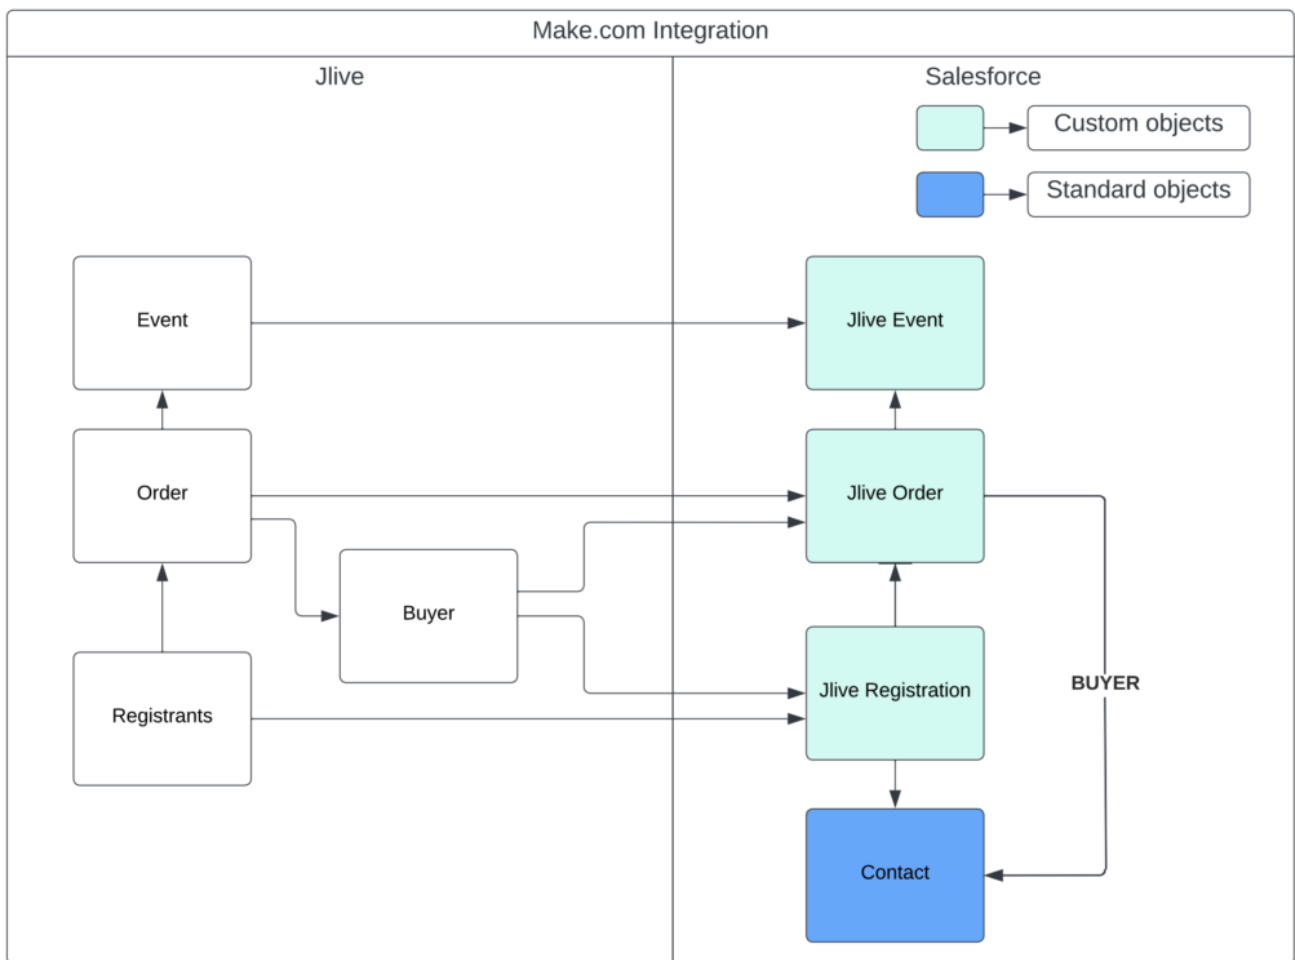 Make.com Integration
Jlive
Salesforce
Custom objects
Standard objects
Event
Jlive Event
Order
Jlive Order
Buyer
Jlive Registration
BUYER
Registrants
Contact